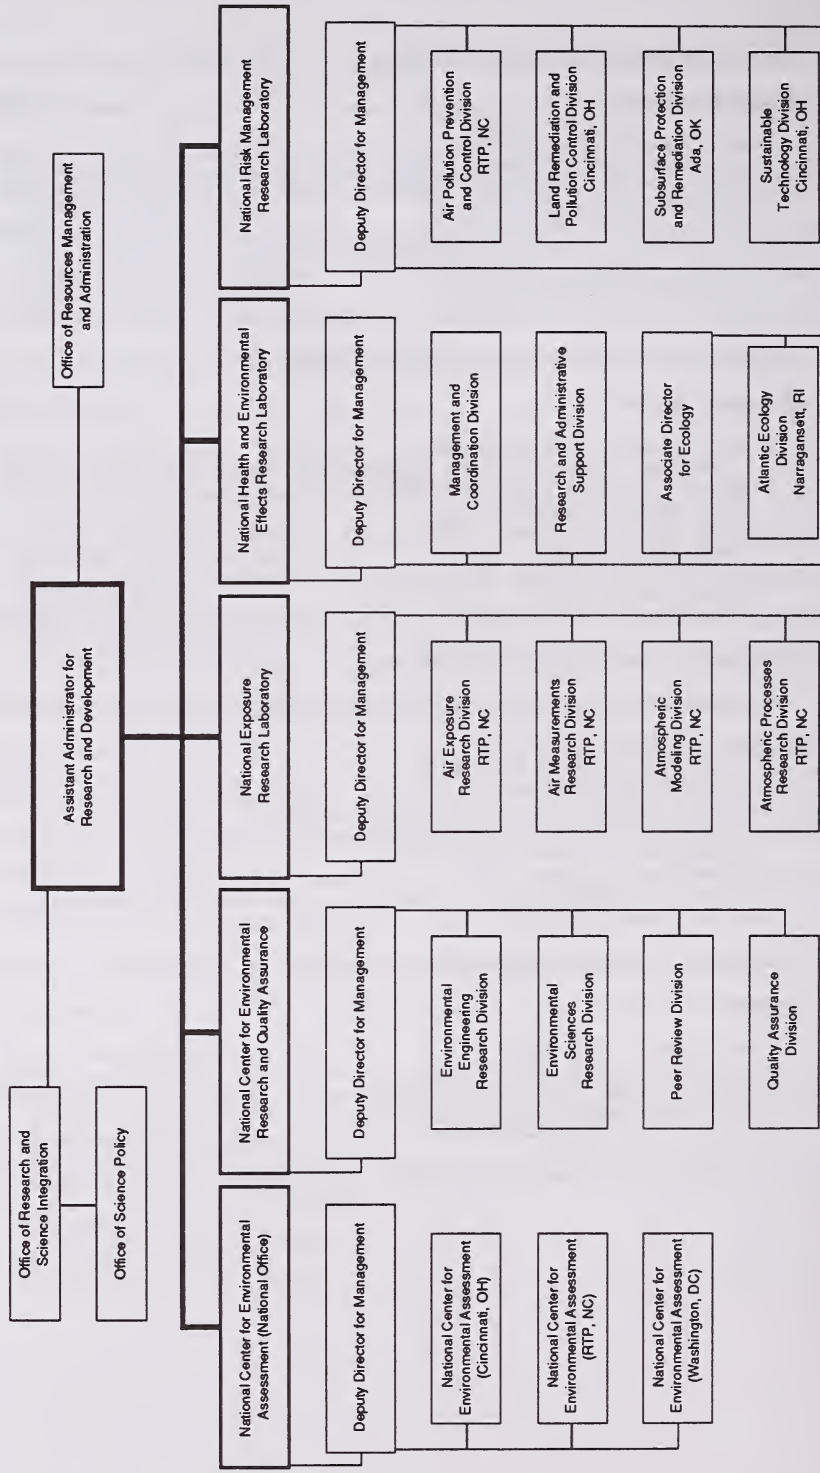 Assistant Administrator for
Research and Development
Office of Research and
Science Integration
Office of Science Policy
Office of Resources Management
and Administration
National Center for Environmental
Assessment (National Office)
Deputy Director for Management
National Center for
Environmental Assessment
(Cincinnati, OH)
National Center for
Environmental Assessment
(RTP, NC)
National Center for
Environmental Assessment
(Washington, DC)
National Center for Environmental
Research and Quality Assurance
Deputy Director for Management
Environmental
Engineering
Research Division
Environmental
Sciences
Research Division
Peer Review Division
Quality Assurance
Division
National Exposure
Research Laboratory
Deputy Director for Management
Air Exposure
Research Division
RTP, NC
Air Measurements
Research Division
RTP, NC
Atmospheric
Modeling Division
RTP, NC
Atmospheric Processes
Research Division
RTP, NC
National Health and Environmental
Effects Research Laboratory
Deputy Director for Management
Management and
Coordination Division
Research and Administrative
Support Division
Associate Director
for Ecology
Atlantic Ecology
Division
Narragansett, RI
National Risk Management
Research Laboratory
Deputy Director for Management
Air Pollution Prevention
and Control Division
RTP, NC
Land Remediation and
Pollution Control Division
Cincinnati, OH
Subsurface Protection
and Remediation Division
Ada, OK
Sustainable
Technology Division
Cincinnati, OH